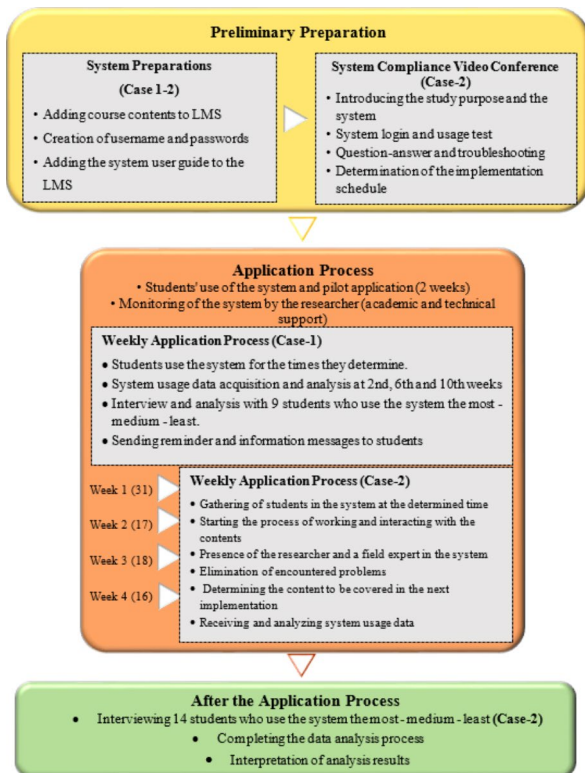 Preliminary Preparation
System Preparations
(Case 1-2)
• Adding course contents to LMS
• Creation of username and passwords
• Adding the system user guide to the
LMS
System Compliance Video Conference
(Case-2)
• Introducing the study purpose and the
system
• System login and usage test
• Question-answer and troubleshooting
• Determination of the implementation
schedule
Application Process
• Students' use of the system and pilot application (2 weeks)
• Monitoring of the system by the researcher (academic and technical
support)
Weekly Application Process (Case-1)
• Students use the system for the times they determine.
• System usage data acquisition and analysis at 2nd, 6th and 10th weeks
• Interview and analysis with 9 students who use the system the most -
medium - least.
• Sending reminder and information messages to students
Week 1 (31)
Week 2 (17)
Week 3 (18)
Week 4 (16)
Weekly Application Process (Case-2)
• Gathering of students in the system at the determined time
• Starting the process of working and interacting with the
contents
• Presence of the researcher and a field expert in the system
• Elimination of encountered problems
• Determining the content to be covered in the next
implementation
• Receiving and analyzing system usage data
After the Application Process
• Interviewing 14 students who use the system the most - medium - least (Case-2)
• Completing the data analysis process
• Interpretation of analysis results